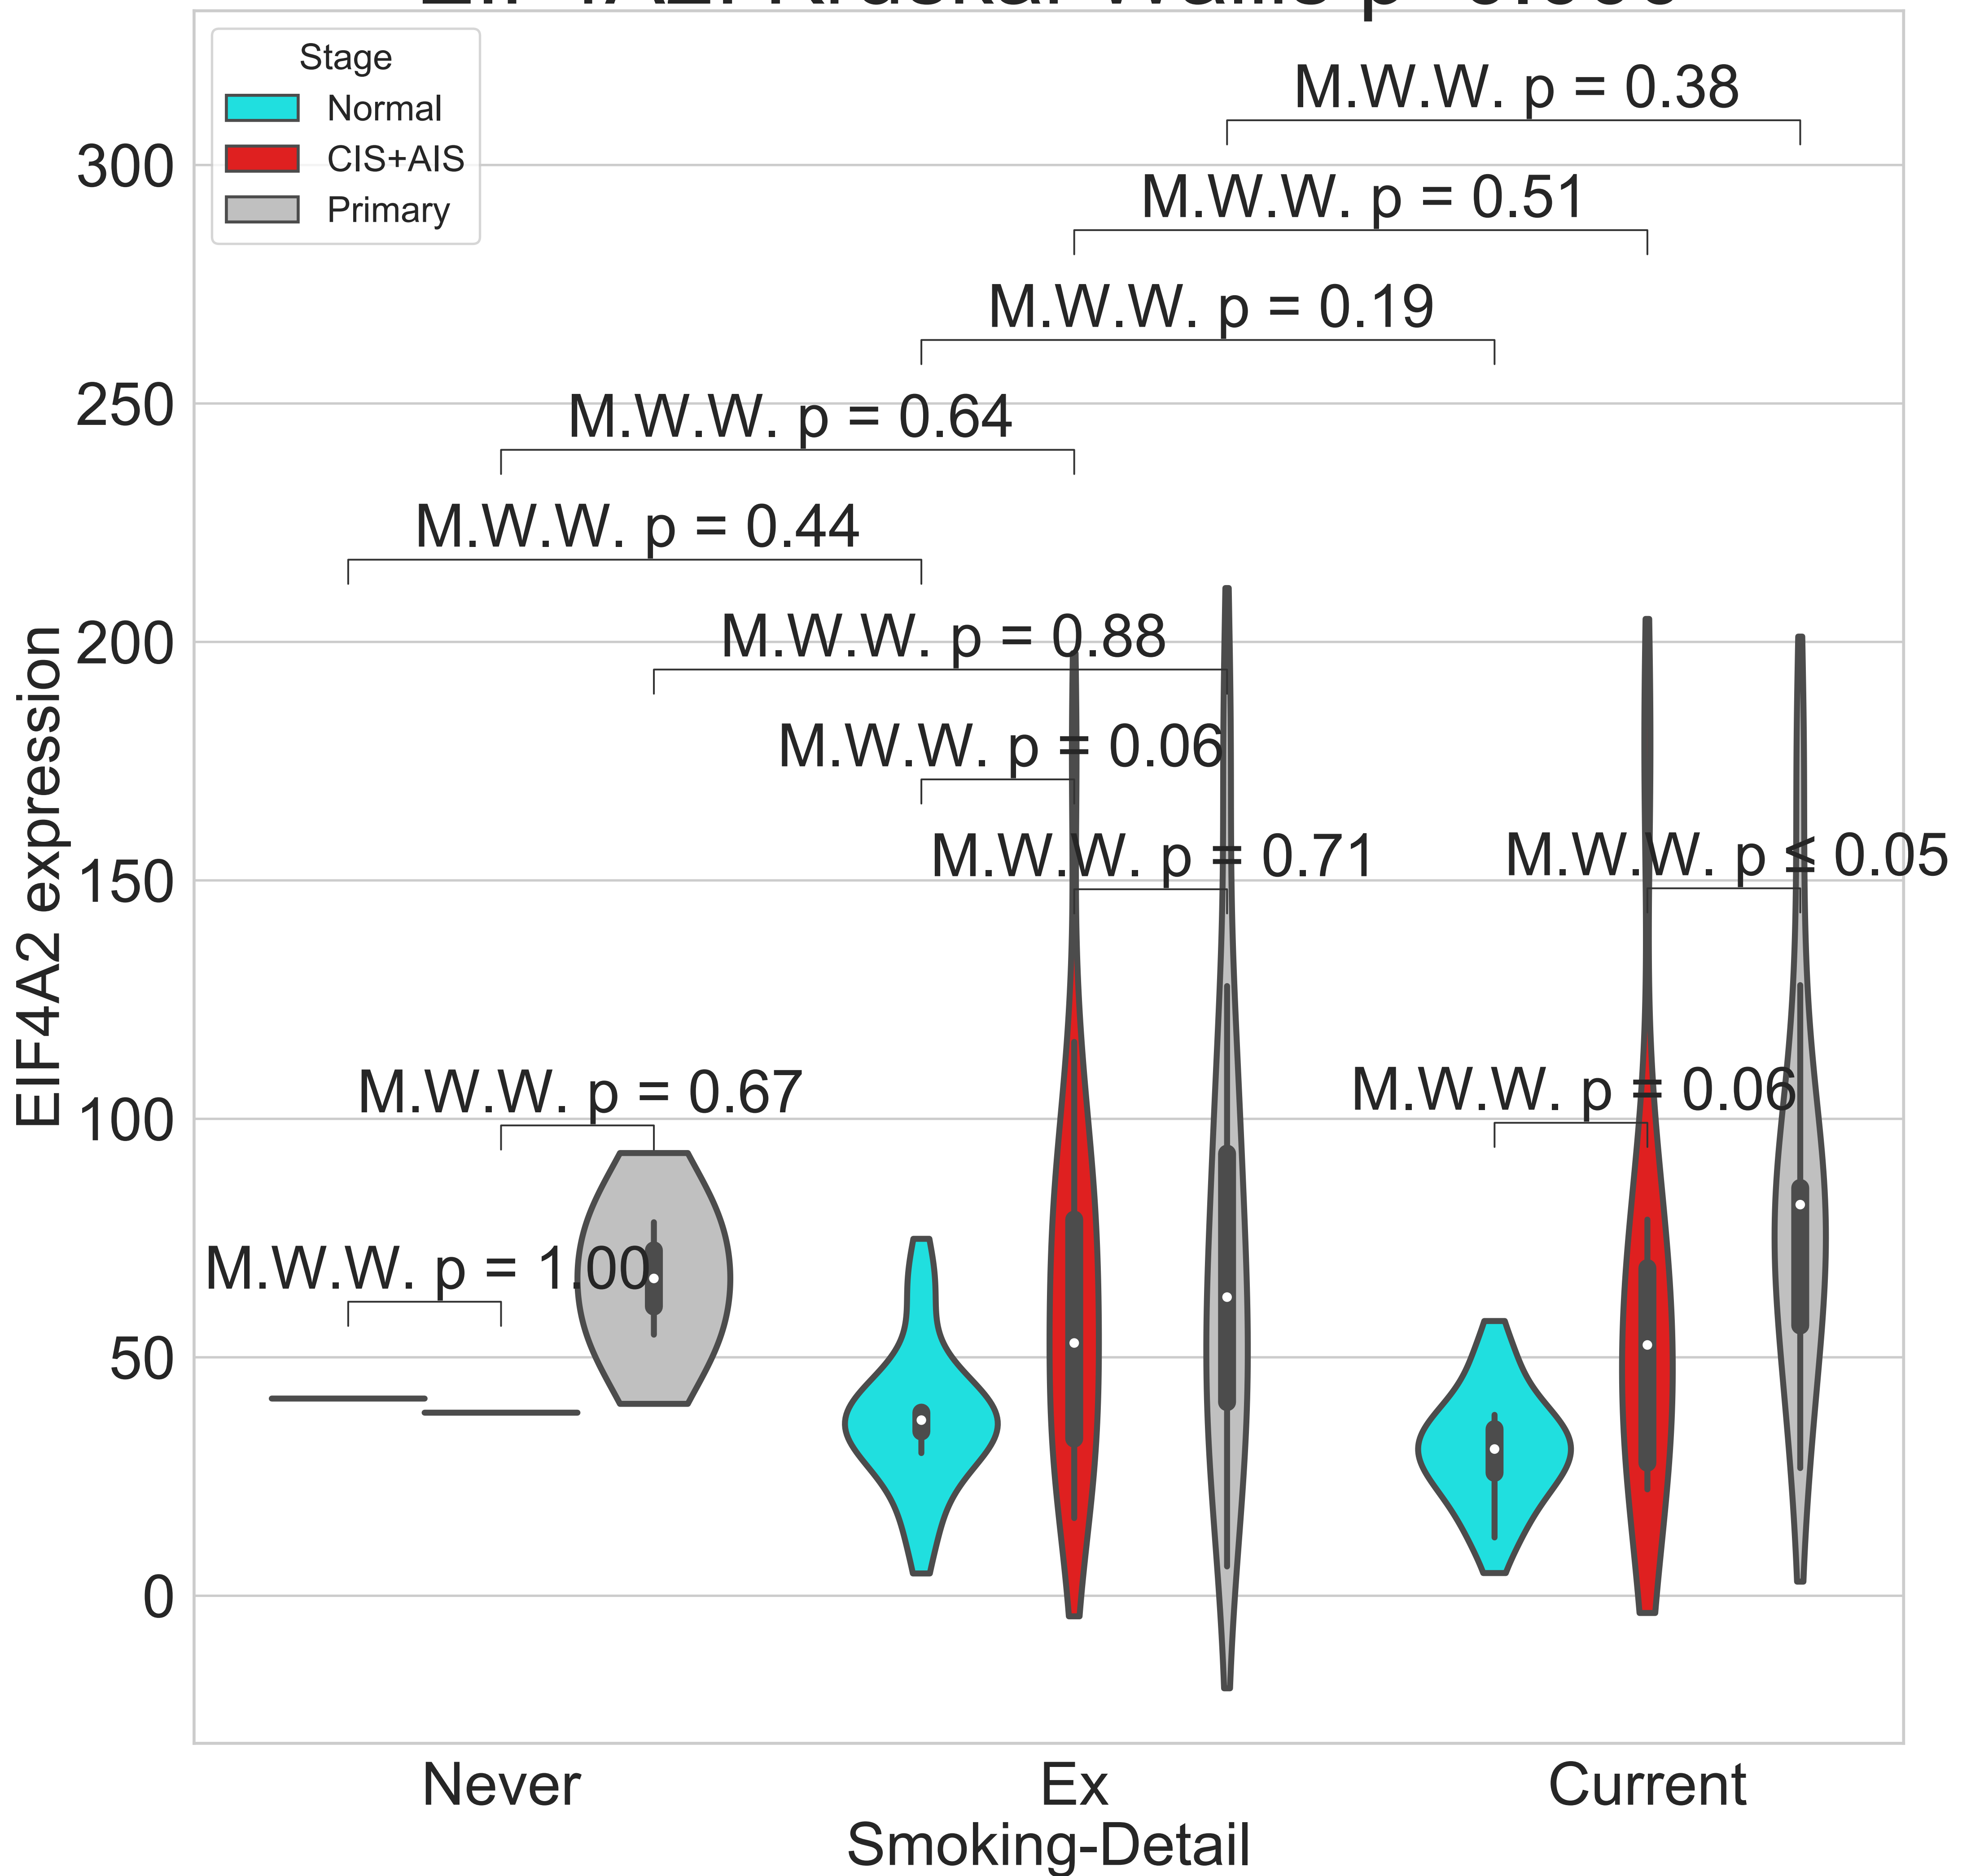 Stage
Normal
CIS+AIS
Primary
M.W.W. p = 0.38
M.W.W. p = 0.51
M.W.W. p = 0.19
M.W.W. p = 0.64
M.W.W. p = 0.44
M.W.W. p = 0.88
M.W.W. p = 0.06
M.W.W. p = 0.71
M.W.W. p ≤ 0.05
M.W.W. p = 0.67
M.W.W. p = 0.06
M.W.W. p = 1.00
300
250
200
150
100
50
0
EIF4A2 expression
Never
Ex
Current
Smoking-Detail